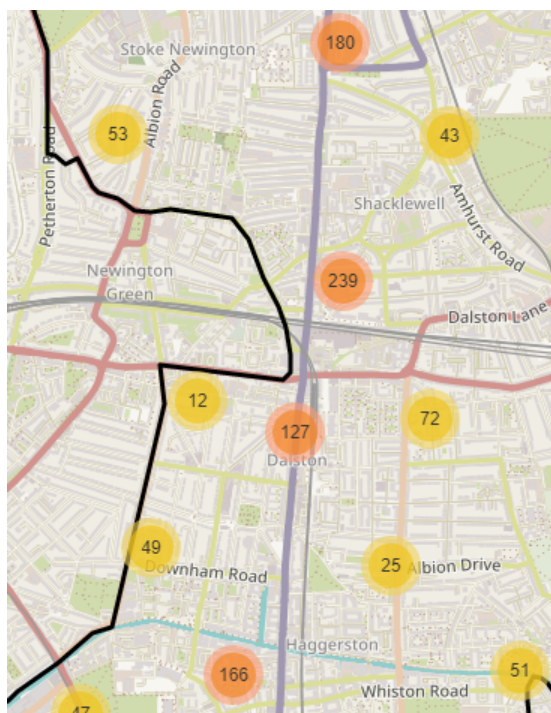 180
Stoke Newington
53
Albion Road
43
Petherton Road
Shacklewell
Amhurst Road
Newington
Green
239
Dalston Lane
12
72
127
Dalston
49
Downham Road
25
Albion Drive
Haggerston
166
51
Whiston Road
47